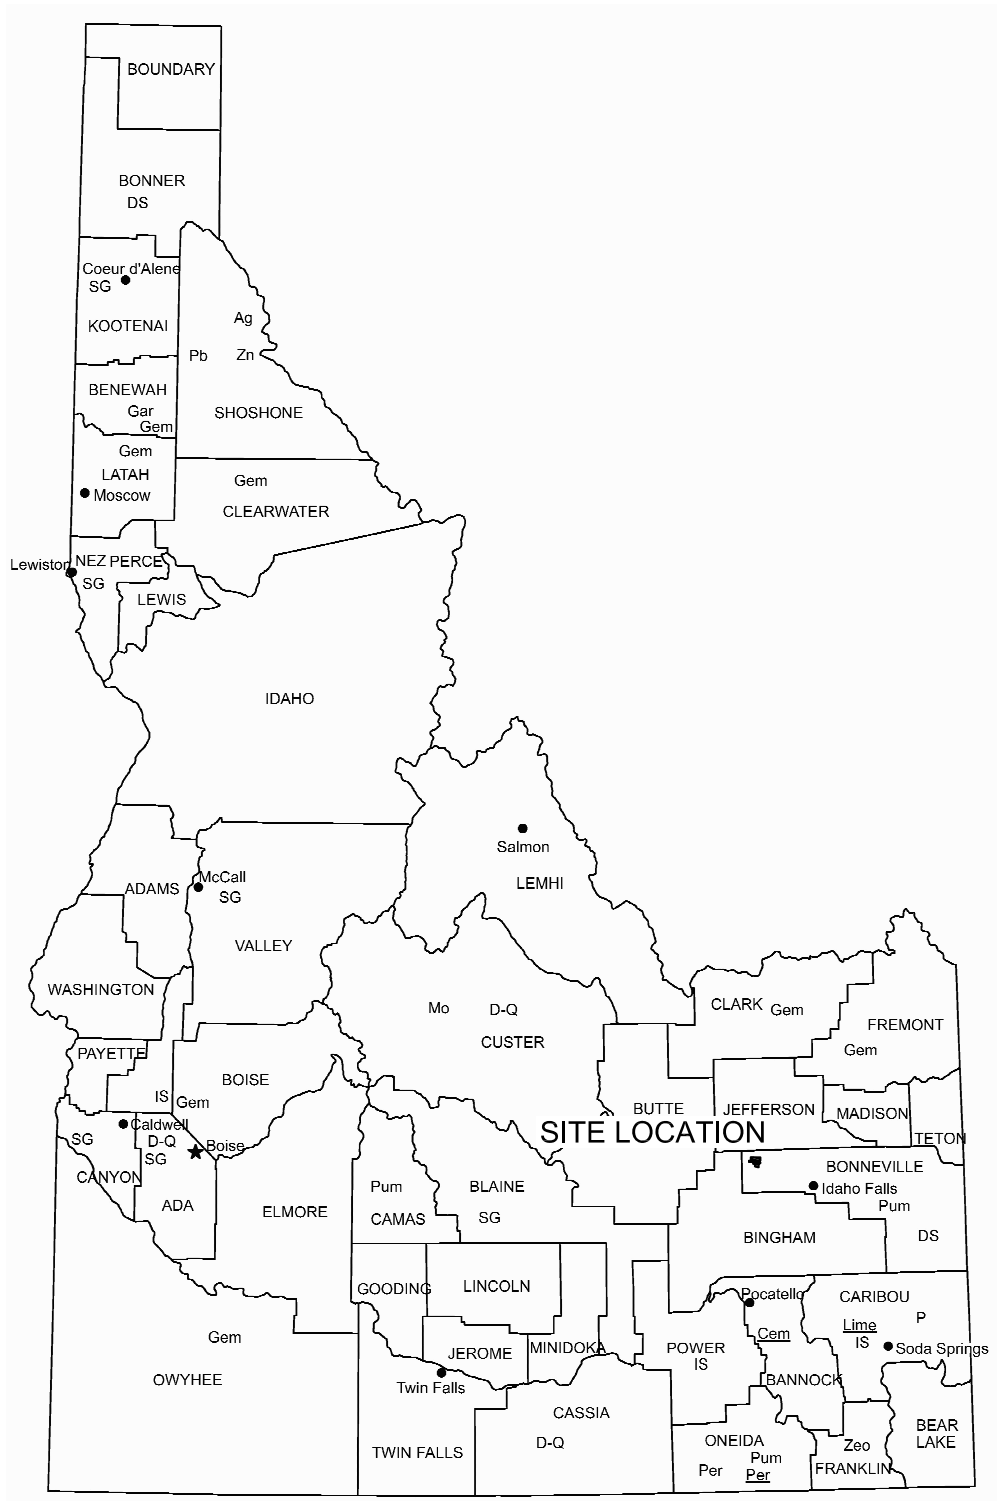 BOUNDARY
BONNER
DS
Coeur d'Alene
SG
KOOTENAI
Ag
Pb
Zn
BENEWAH
Gar
Gem
SHOSHONE
Gem
LATAH
Moscow
Gem
CLEARWATER
Lewiston
NEZ PERCE
SG
LEWIS
IDAHO
Salmon
LEMHI
McCall
SG
ADAMS
VALLEY
WASHINGTON
Mo
D-Q
CUSTER
CLARK
Gem
FREMONT
Gem
PAYETTE
BOISE
IS
Gem
BUTTE
JEFFERSON
MADISON
TETON
SITE LOCATION
Caldwell
SG
D-Q
SG
Boise
CANYON
ADA
ELMORE
Pum
CAMAS
BLAINE
SG
BONNEVILLE
Idaho Falls
Pum
DS
BINGHAM
GOODING
LINCOLN
Pocatello
CARIBOU
P
Cem
Lime
IS
Soda Springs
Gem
OWYHEE
JEROME
MINIDOKA
POWER
IS
BANNOCK
Twin Falls
CASSIA
D-Q
TWIN FALLS
ONEIDA
Pum
Per
Per
Zeo
FRANKLIN
BEAR
LAKE